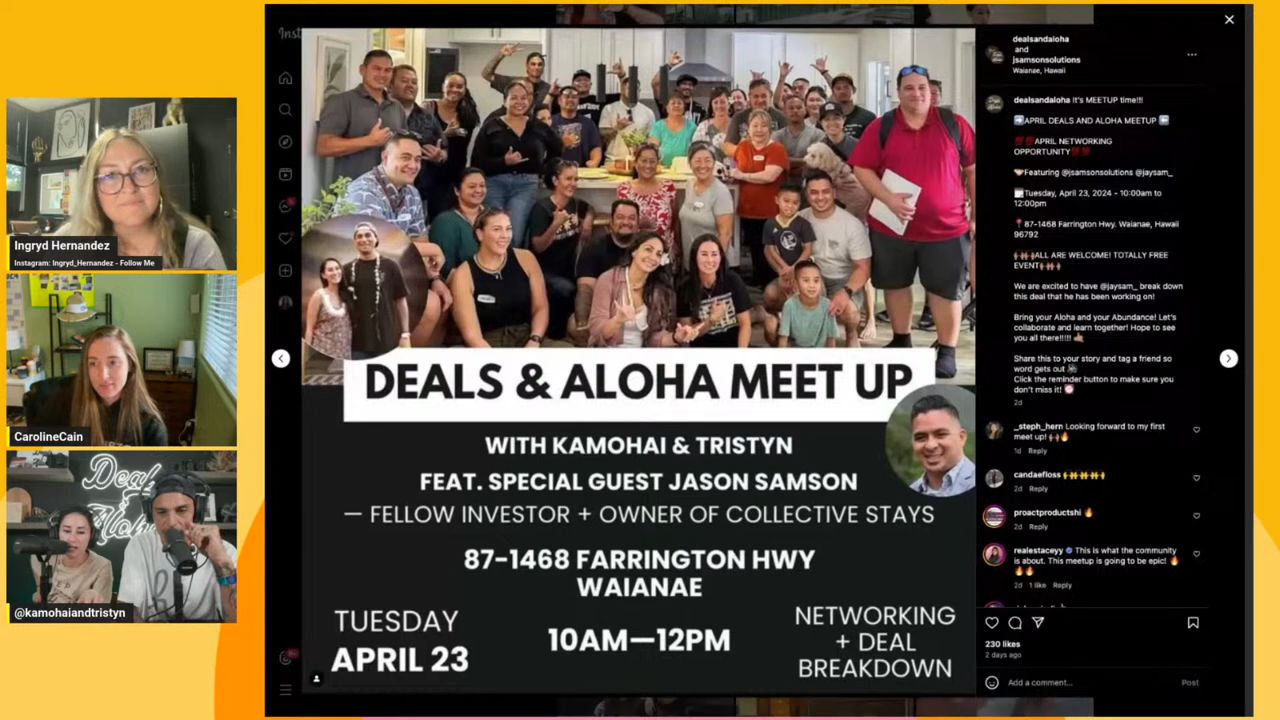 Ingryd Hernandez
Instagram: Ingryd_Hernandez - Follow Me
CarolineCain
Deals
Aloha
@kamohaiandtristyn
Inst
DEALS & ALOHA MEET UP
WITH KAMOHAI & TRISTYN
FEAT. SPECIAL GUEST JASON SAMSON
— FELLOW INVESTOR + OWNER OF COLLECTIVE STAYS
87-1468 FARRINGTON HWY
WAIANAE
TUESDAY
APRIL 23
10AM—12PM
NETWORKING
+ DEAL
BREAKDOWN
dealsandaloha
and
jsamsonsolutions
Waianae, Hawaii
dealsandaloha it's MEETUP time!!!
➡️APRIL DEALS AND ALOHA MEETUP ⬅️
💯💯APRIL NETWORKING
OPPORTUNITY💯💯
Featuring @jsamsonsolutions @jaysam_
🗓️Tuesday, April 23, 2024 - 10:00am to
12:00pm
📍87-1468 Farrington Hwy. Waianae, Hawaii
96792
🙌🏽🙌🏽🙌🏽ALL ARE WELCOME! TOTALLY FREE
EVENT🙌🏽🙌🏽🙌🏽
We are excited to have @jaysam_ break down
this deal that he has been working on!
Bring your Aloha and your Abundance! Let's
collaborate and learn together! Hope to see
you all there!!!!! 🤙🏽
Share this to your story and tag a friend so
word gets out
Click the reminder button to make sure you
don't miss it! ⏰
2d
_steph_hern Looking forward to my first
meet up! 🙌🏽🔥
1d Reply
candaefloss 🙌🙌🙌🙌
2d Reply
proactproductshi 🔥
2d Reply
realestaceyy This is what the community
is about. This meetup is going to be epic! 🔥
🔥🔥
2d 1 like Reply
230 likes
2 days ago
Add a comment...
Post